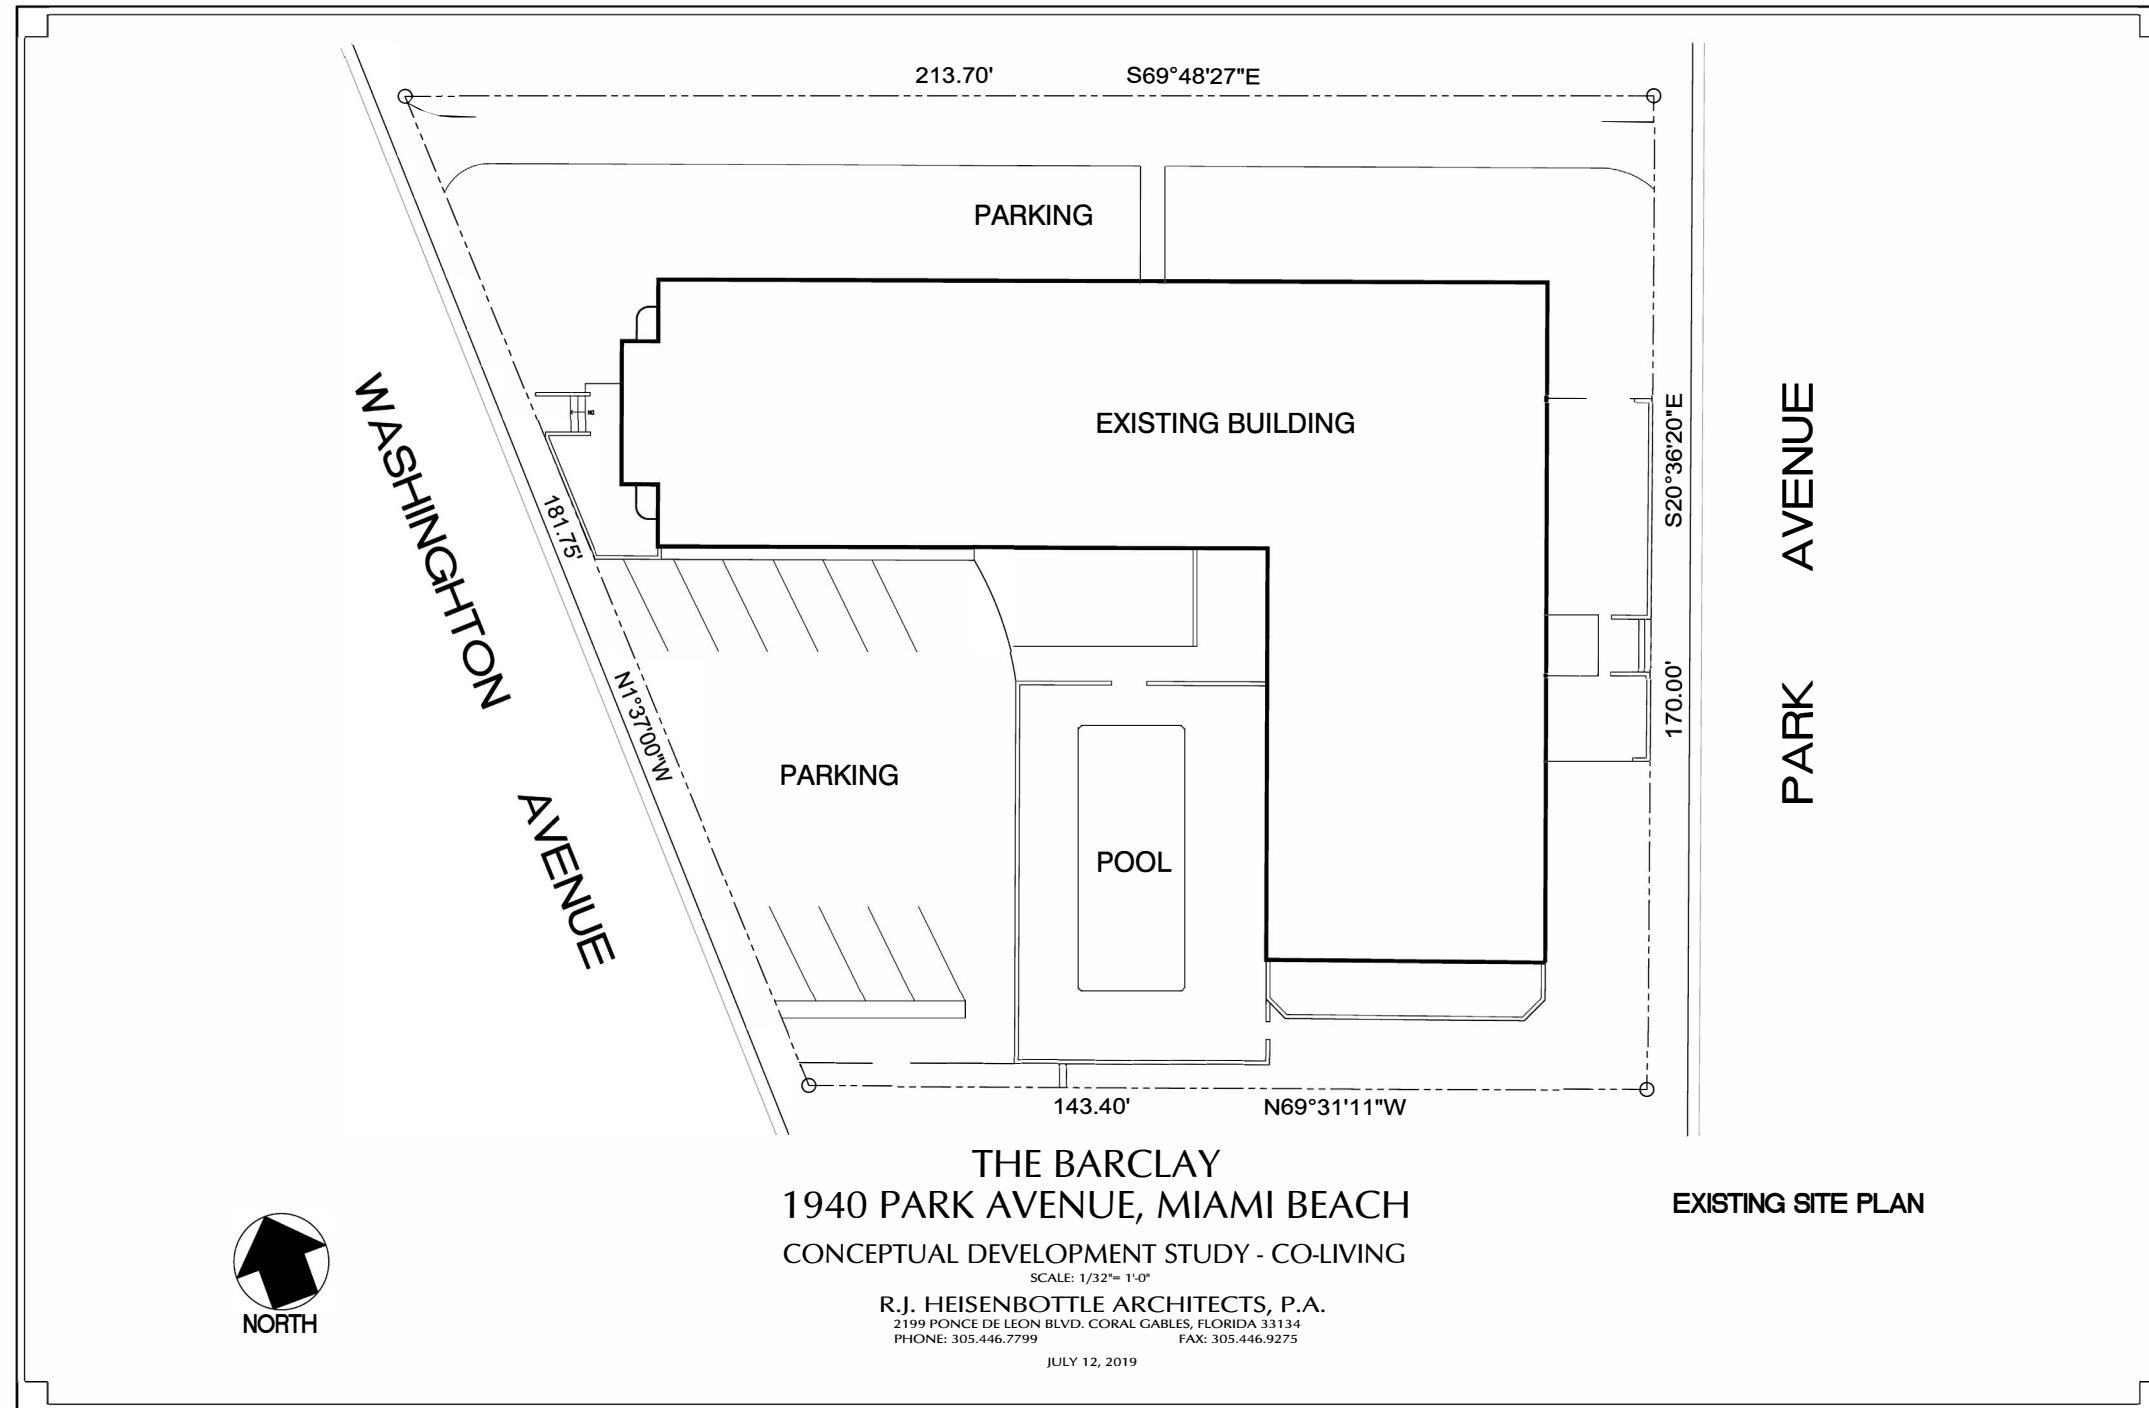 213.70' S69°48'27"E
PARKING
EXISTING BUILDING
DN
WASHINGHTON AVENUE
181.75'
N1°37'00"W
S20°36'20"E
170.00'
PARK AVENUE
PARKING
POOL
143.40' N69°31'11"W
THE BARCLAY
1940 PARK AVENUE, MIAMI BEACH
EXISTING SITE PLAN
CONCEPTUAL DEVELOPMENT STUDY - CO-LIVING
SCALE: 1/32"= 1'-0"
R.J. HEISENBOTTLE ARCHITECTS, P.A.
2199 PONCE DE LEON BLVD. CORAL GABLES, FLORIDA 33134
PHONE: 305.446.7799 FAX: 305.446.9275
JULY 12, 2019
NORTH